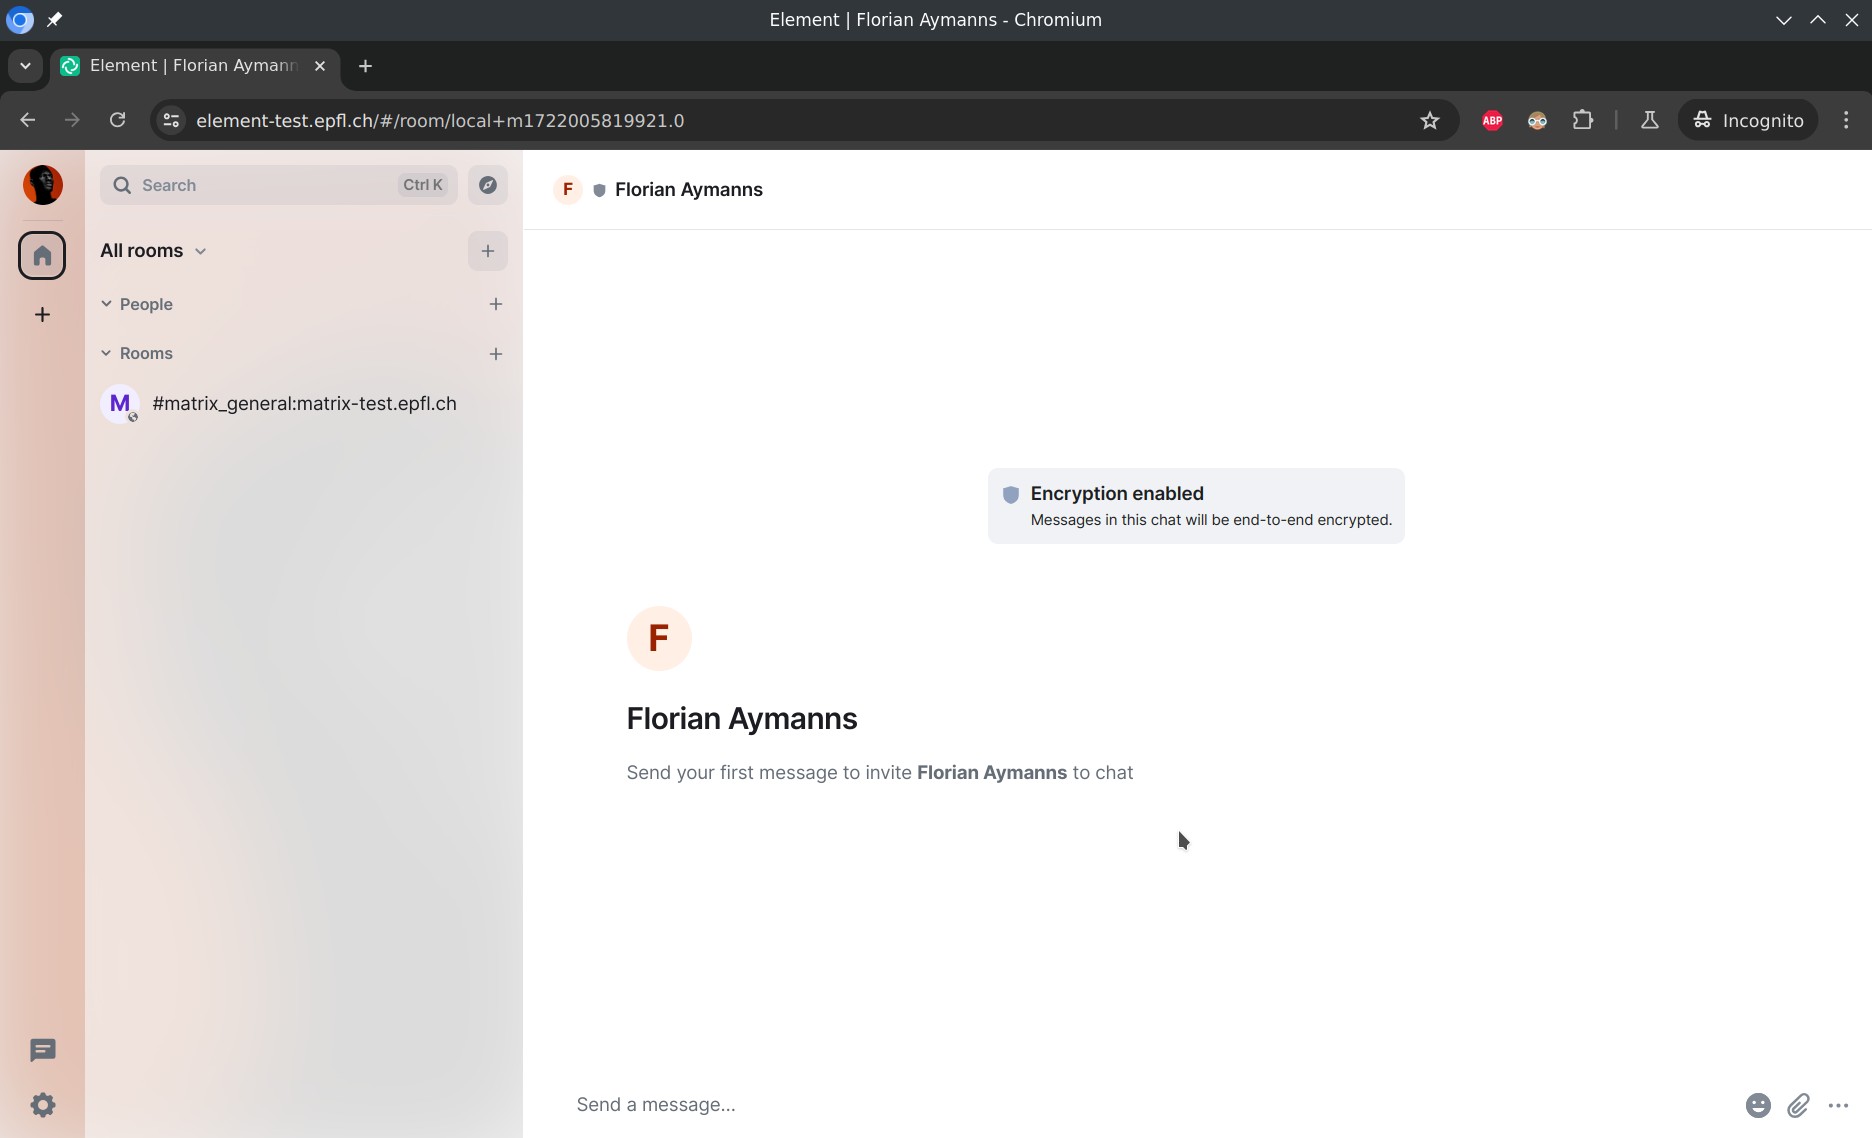 Element | Florian Aymanns - Chromium
Element | Florian Aymann
element-test.epfl.ch/#/room/local+m1722005819921.0
ABP
Incognito
Search
Ctrl K
F
Florian Aymanns
All rooms
People
Rooms
M
#matrix_general:matrix-test.epfl.ch
Encryption enabled
Messages in this chat will be end-to-end encrypted.
F
Florian Aymanns
Send your first message to invite Florian Aymanns to chat
Send a message...